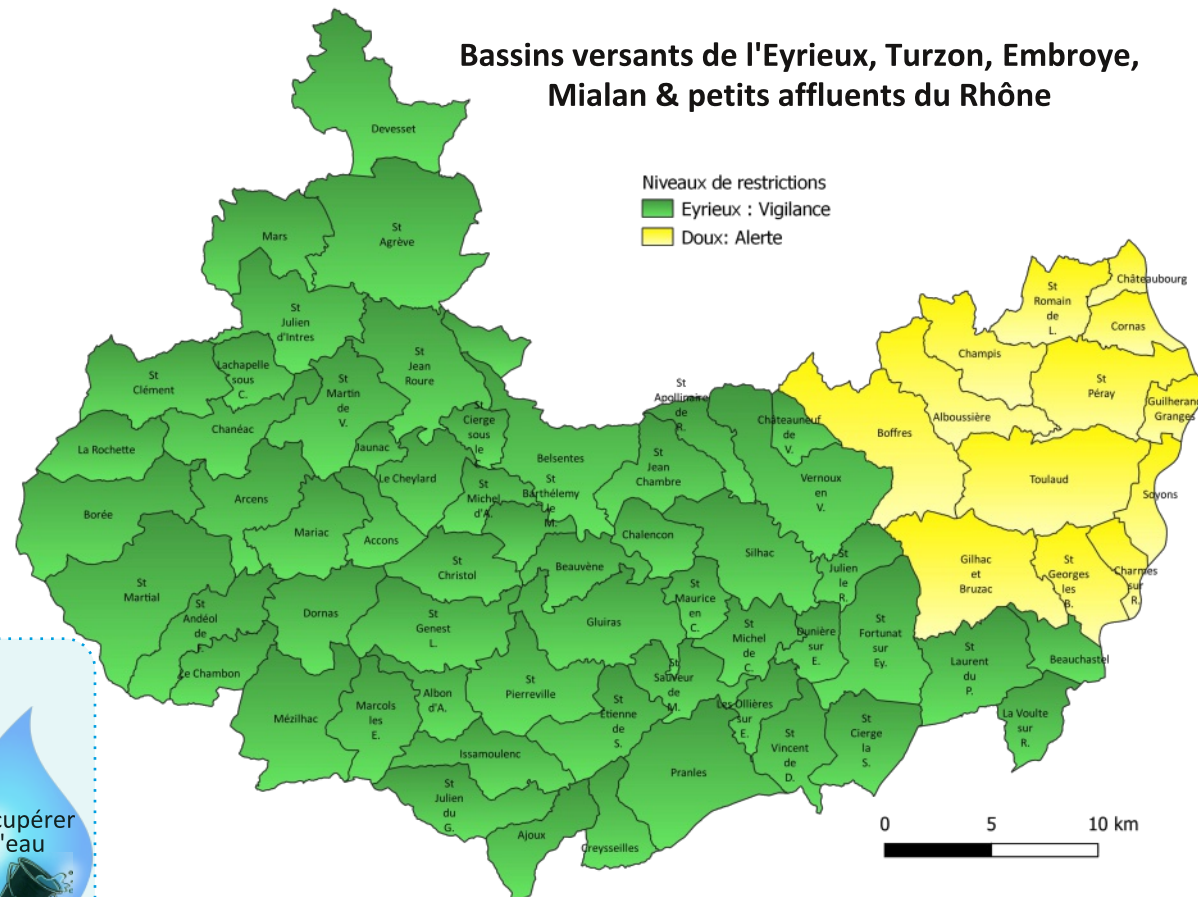 Bassins versants de l'Eyrieux, Turzon, Embroye,
Mialan & petits affluents du Rhône
Niveaux de restrictions
Eyrieux : Vigilance
Doux: Alerte
Devesset
St
Agrève
Mars
St
Julien
d'Intres
St
Jean
Roure
Lachapelle
sous
C.
St
Clément
St
Martin
de
V.
Chanéac
La Rochette
Jaunac
St
Cierge
sous
le
Le Cheylard
Belsentes
St
Barthélemy
le
M.
St
Michel
d'A.
St
Apollinaire
de
R.
St
Jean
Chambre
Châteauneuf
de
V.
Vernoux
en
V.
Borée
Arcens
Mariac
Accons
Chalencon
Silhac
St
Christol
Beauvène
St
Julien
le
R.
St
Martial
St
Andéol
de
Dornas
St
Genest
L.
Gluiras
St
Maurice
en
C.
St
Michel
de
C.
Dunière
sur
E.
St
Fortunat
sur
Ey.
Le Chambon
Mézilhac
Marcols
les
E.
Albon
d'A.
St
Pierreville
St
Sauveur
de
M.
St
Etienne
de
S.
Les Ollières
sur
E.
St
Vincent
de
D.
St
Cierge
la
S.
Issamoulenc
St
Julien
du
G.
Ajoux
Creysseilles
Pranles
St
Laurent
du
P.
Beauchastel
La Voulte
sur
R.
Châteaubourg
St
Romain
de
L.
Cornas
Champis
St
Péray
Guilherand
Granges
Alboussière
Boffres
Toulaud
Soyons
Gilhac
et
Bruzac
St
Georges
les
B.
Charmes
sur
R.
0 5 10 km
cupérer
'eau